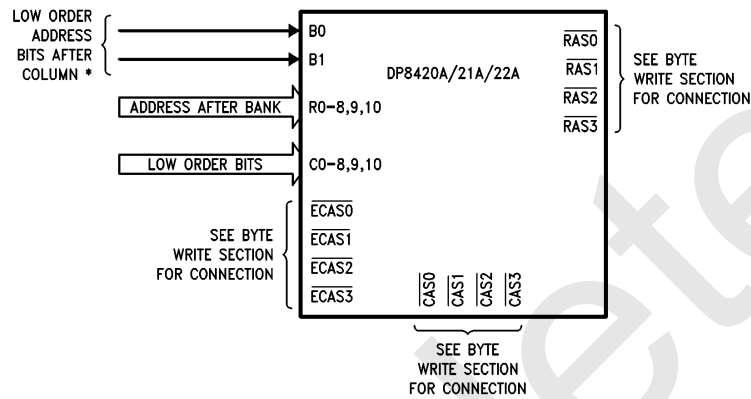 LOW ORDER
ADDRESS
BITS AFTER
COLUMN *
B0
B1
ADDRESS AFTER BANK
R0-8,9,10
LOW ORDER BITS
C0-8,9,10
DP8420A/21A/22A
RAS0
RAS1
RAS2
RAS3
SEE BYTE
WRITE SECTION
FOR CONNECTION
SEE BYTE
WRITE SECTION
FOR CONNECTION
ECAS0
ECAS1
ECAS2
ECAS3
CAS0
CAS1
CAS2
CAS3
SEE BYTE
WRITE SECTION
FOR CONNECTION